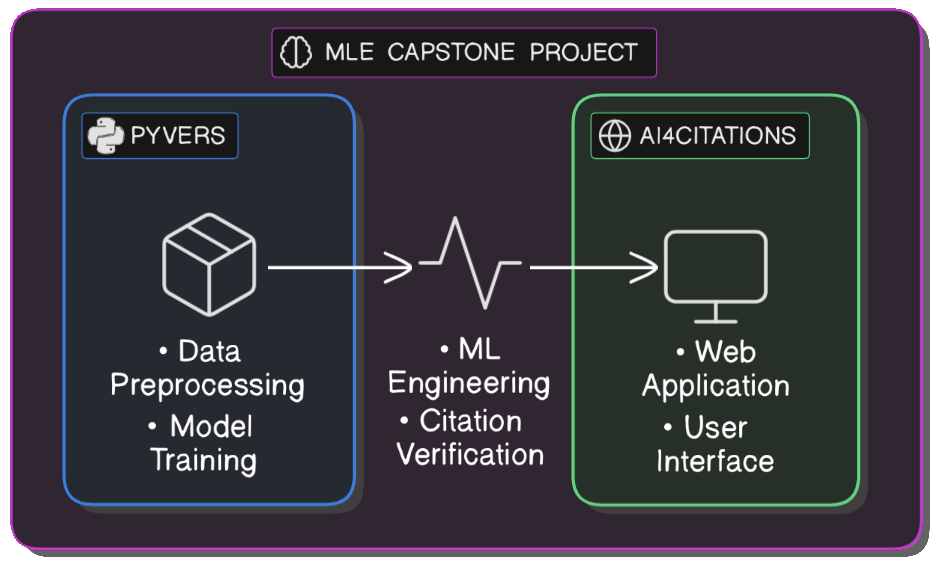 MLE CAPSTONE PROJECT
PYVERS
• Data
Preprocessing
• Model
Training
• ML
Engineering
• Citation
Verification
AI4CITATIONS
• Web
Application
• User
Interface